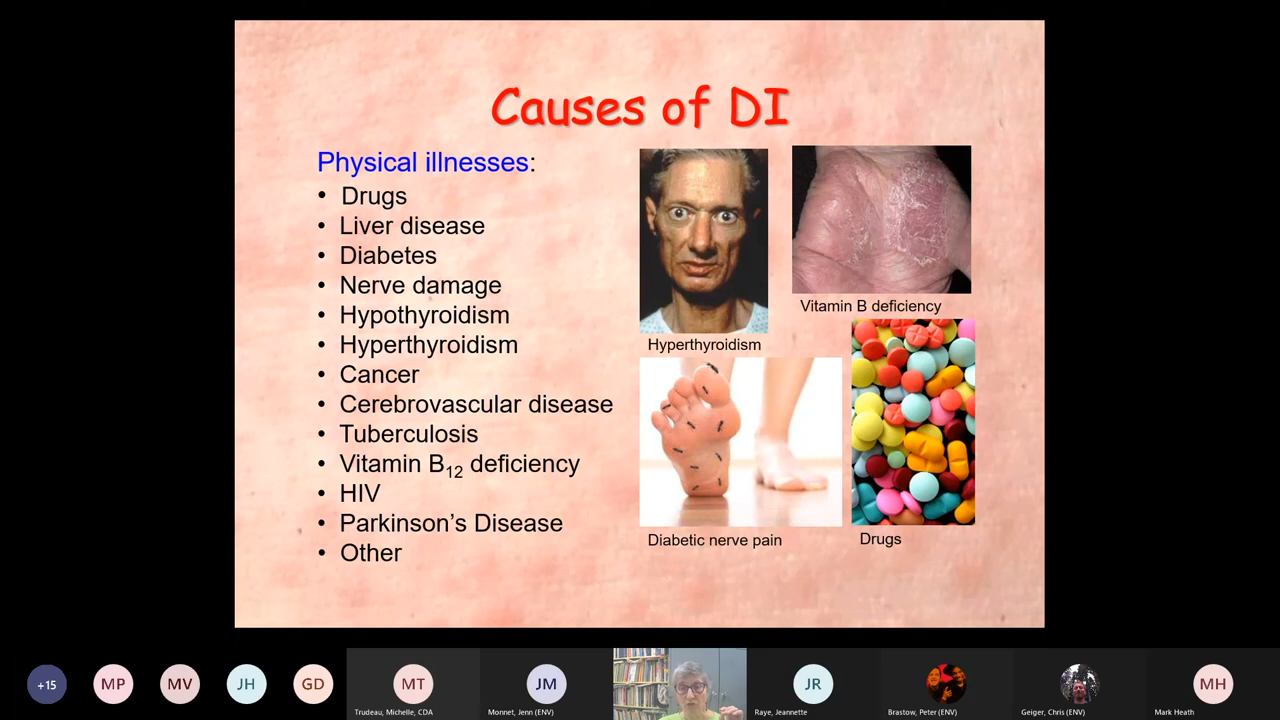 Causes of DI
Physical illnesses:
• Drugs
• Liver disease
• Diabetes
• Nerve damage
• Hypothyroidism
• Hyperthyroidism
• Cancer
• Cerebrovascular disease
• Tuberculosis
• Vitamin B12 deficiency
• HIV
• Parkinson's Disease
• Other
Hyperthyroidism
Vitamin B deficiency
Diabetic nerve pain
Drugs
+15
MP
MV
JH
GD
MT
Trudeau, Michelle, CDA
JM
Monnet, Jenn (ENV)
JR
Raye, Jeannette
Brastow, Peter (ENV)
Geiger, Chris (ENV)
MH
Mark Heath